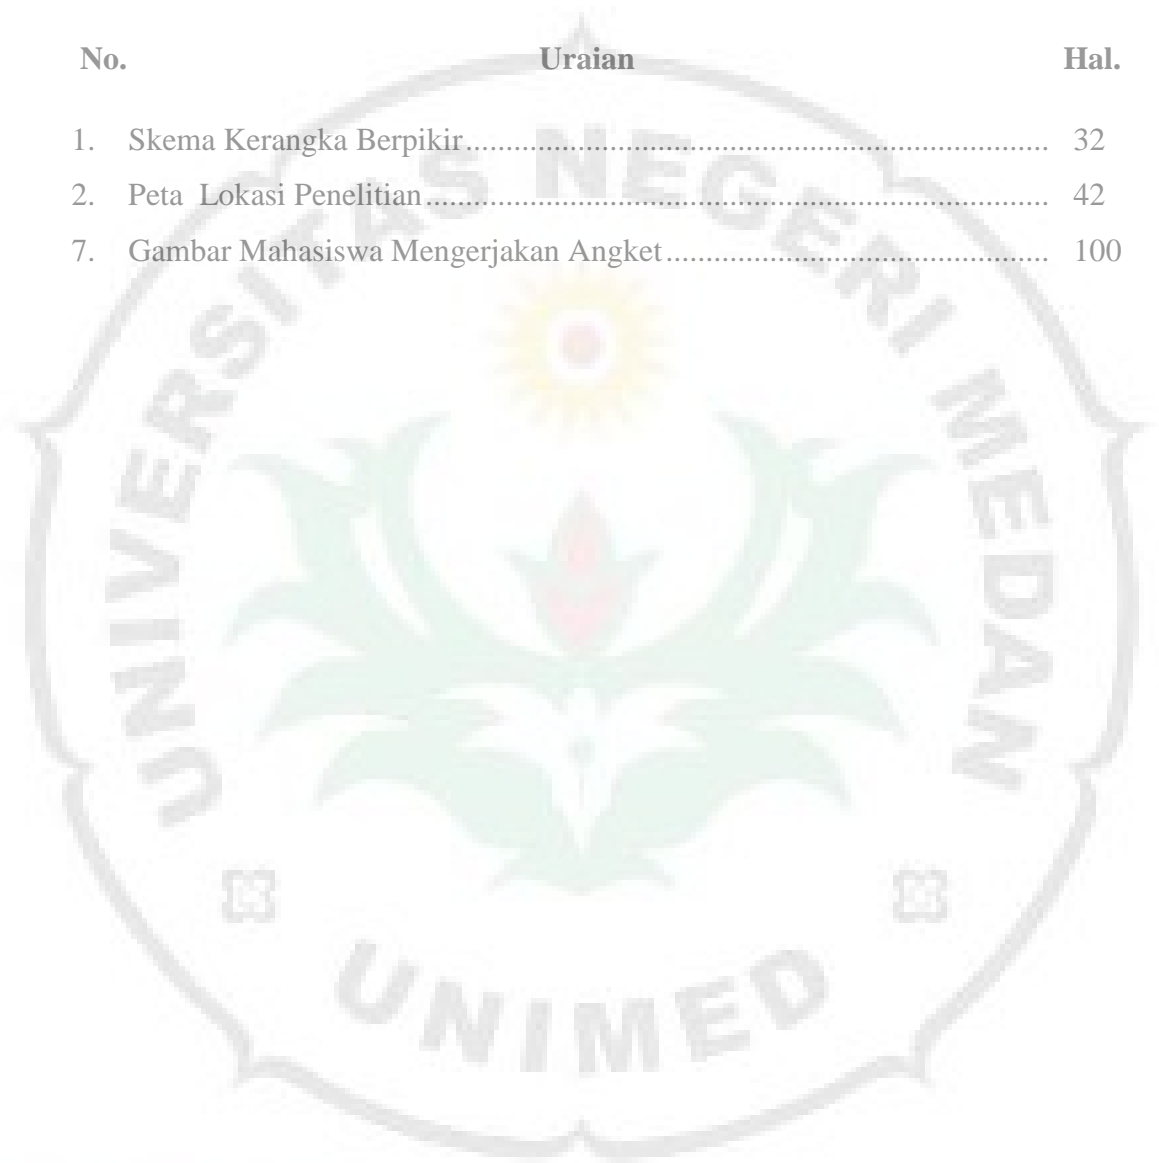 No. Uraian Hal.
1. Skema Kerangka Berpikir 32
2. Peta Lokasi Penelitian 42
7. Gambar Mahasiswa Mengerjakan Angket 100
UNIVERSITAS NEGERI MEDAN
UNIMED